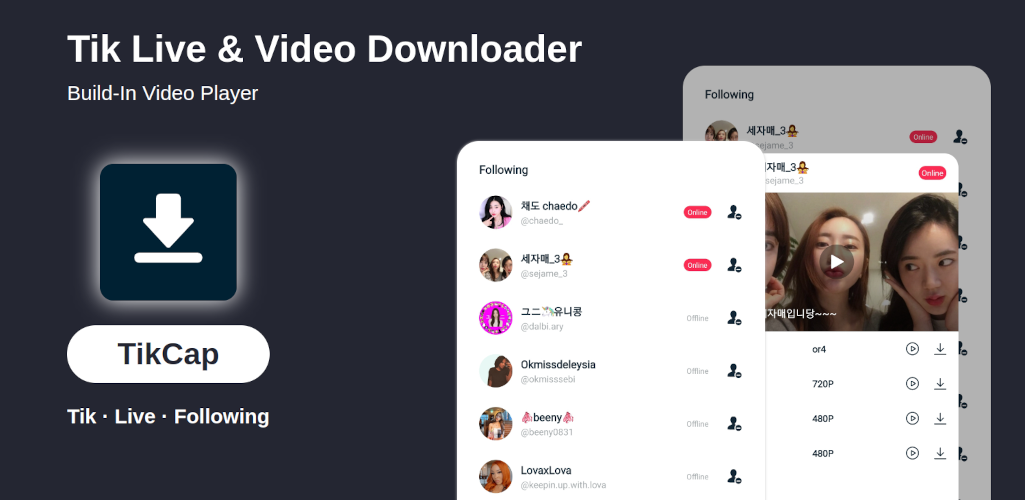 Tik Live & Video Downloader
Build-In Video Player
TikCap
Tik · Live · Following
Following
채도 chaedo
Online
@chaedo_
세자매_3
Online
@sejame_3
유니콩
Offline
@dalbi.ary
Okmissdeleysia
Offline
@okmisssebi
beeny
Offline
@beeny0831
LovaxLova
Offline
@keepin.up.with.lova
Following
세자매_3
Online
sejame_3
자매_3
Online
sejame_3
자매입니당~~~
or4
720P
480P
480P